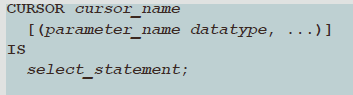 CURSOR cursor_name
[(parameter_name datatype, ...)]
IS
select_statement;